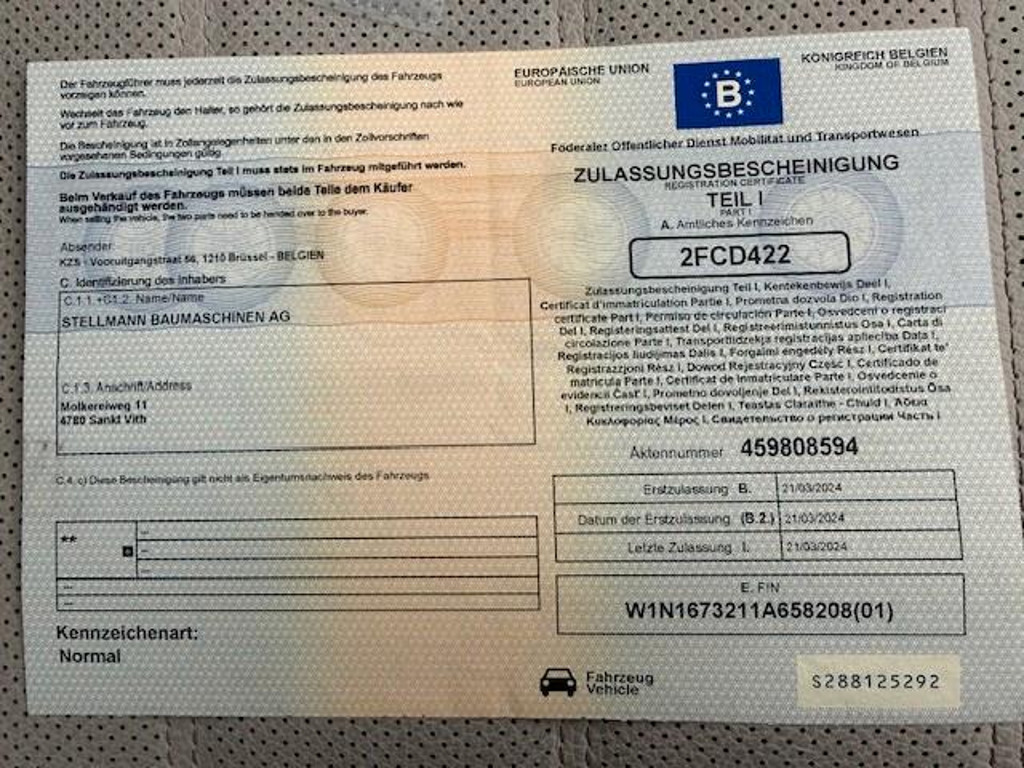 Der Fahrzeugführer muss jederzeit die Zulassungsbescheinigung des Fahrzeugs
vorzeigen können.
Wechselt das Fahrzeug den Halter, so gehört die Zulassungsbescheinigung nach wie
vor zum Fahrzeug.
Die Bescheinigung ist in Zollangelegenheiten unter den in den Zollvorschriften
vorgesehenen Bedingungen gültig.
Die Zulassungsbescheinigung Teil I muss stets im Fahrzeug mitgeführt werden.
Beim Verkauf des Fahrzeugs müssen beide Teile dem Käufer
ausgehändigt werden.
When selling the vehicle, the two parts need to be handed over to the buyer.
Absender:
KZS - Vooruitgangstraat 56, 1210 Brüssel - BELGIEN
C. Identifizierung des Inhabers
C.1.1.+C1.2. Name/Name
STELLMANN BAUMASCHINEN AG
C.1.3. Anschrift/Address
Molkereiweg 11
4780 Sankt Vith
C.4. c) Diese Bescheinigung gilt nicht als Eigentumsnachweis des Fahrzeugs
**
--
--
--
--
--
Kennzeichenart:
Normal
EUROPÄISCHE UNION
EUROPEAN UNION
B
KÖNIGREICH BELGIEN
KINGDOM OF BELGIUM
Föderaler Öffentlicher Dienst Mobilität und Transportwesen
ZULASSUNGSBESCHEINIGUNG
REGISTRATION CERTIFICATE
TEIL I
PART I
A. Amtliches Kennzeichen
2FCD422
Zulassungsbescheinigung Teil I, Kentekenbewijs Deel I,
Certificat d'immatriculation Partie I, Prometna dozvola Dio I, Registration
certificate Part I, Permiso de circulación Parte I, Osvedčení o registraci
Del I, Registeringsattest Del I, Registreerimistunnistus Osa I, Carta di
circolazione Parte I, Transportlīdzekļa reģistrācijas apliecība Daļa I,
Registracijos liudijimas Dalis I, Forgalmi engedély Rész I, Ċertifikat ta'
Reġistrazzjoni Rész I, Dowód Rejestracyjny Część I, Certificado de
matrícula Parte I, Certificat de înmatriculare Parte I, Osvedčenie o
evidencii Časť I, Prometno dovoljenje Del I, Rekisteröintitodistus Osa
I, Registreringsbeviset Delen I, Teastas Cláraithe - Chuid I, Άδεια
Κυκλοφορίας Μέρος I, Свидетельство о регистрации Часть I
Aktennummer 459808594
Erstzulassung B. 21/03/2024
Datum der Erstzulassung (B.2.) 21/03/2024
Letzte Zulassung I. 21/03/2024
E. FIN
W1N1673211A658208(01)
Fahrzeug
Vehicle
S288125292